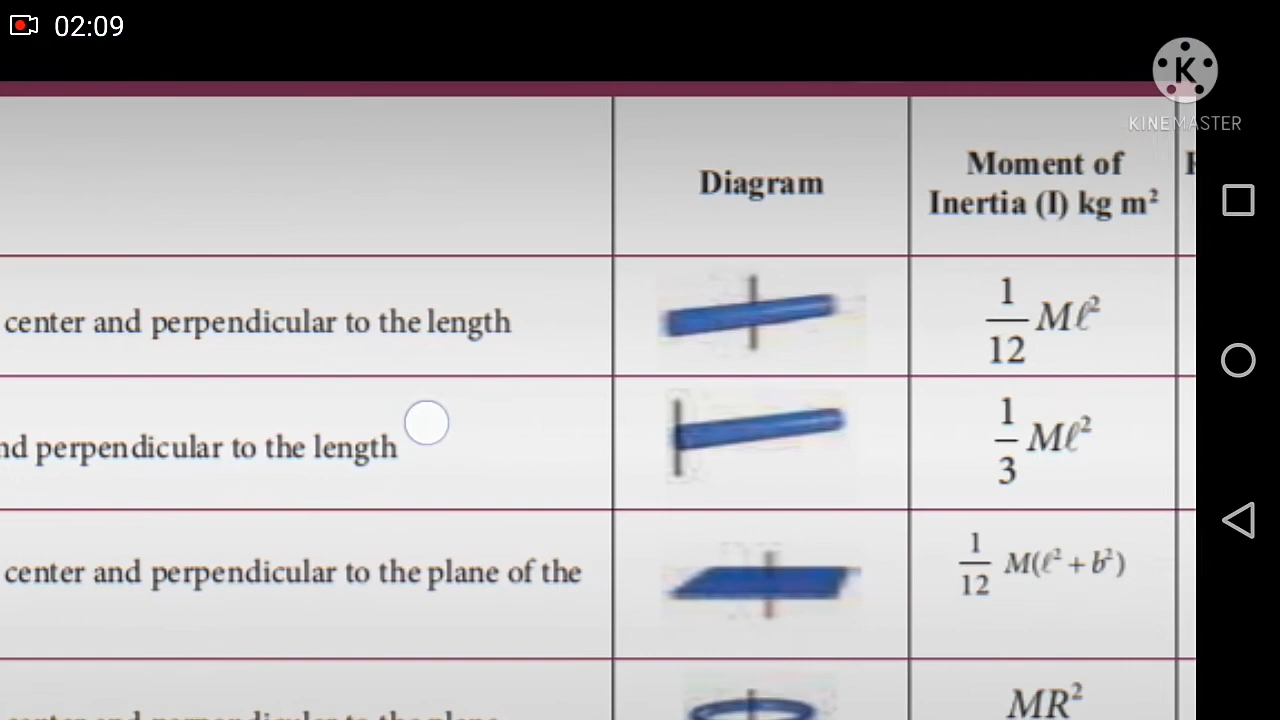 02:09
K
KINEMASTER
Diagram
Moment of
Inertia (I) kg m²
center and perpendicular to the length
1/12 Mℓ²
perpendicular to the length
1/3 Mℓ²
center and perpendicular to the plane of the
1/12 M(ℓ² + b²)
MR²